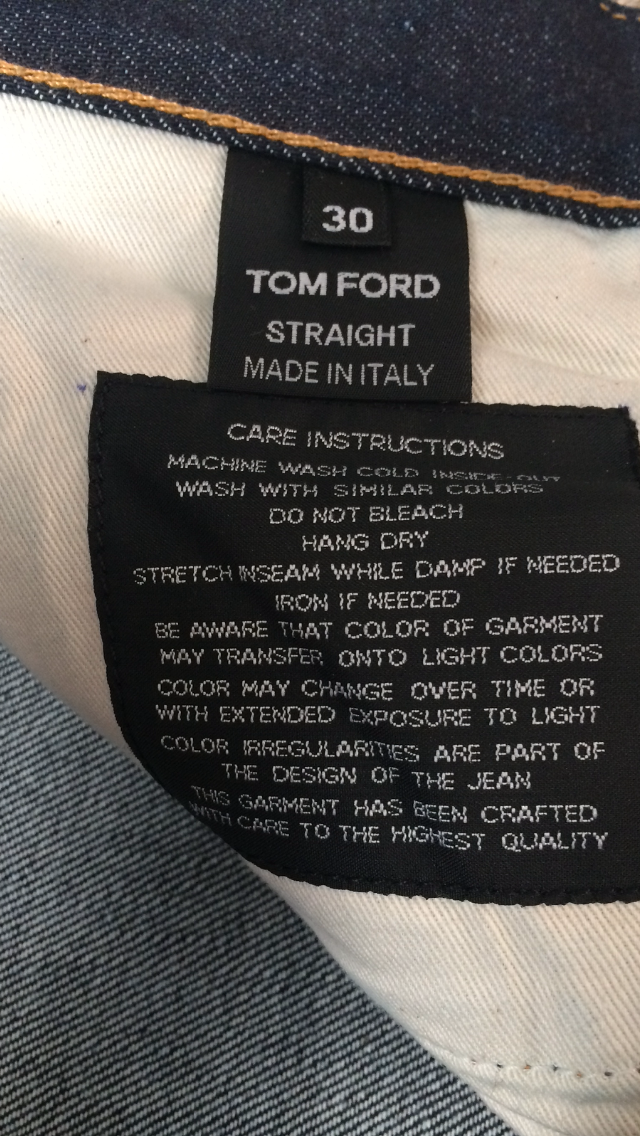 30
TOM FORD
STRAIGHT
MADE IN ITALY
CARE INSTRUCTIONS
MACHINE WASH COLD INSIDE-OUT
WASH WITH SIMILAR COLORS
DO NOT BLEACH
HANG DRY
STRETCH INSEAM WHILE DAMP IF NEEDED
IRON IF NEEDED
BE AWARE THAT COLOR OF GARMENT
MAY TRANSFER ONTO LIGHT COLORS
COLOR MAY CHANGE OVER TIME OR
WITH EXTENDED EXPOSURE TO LIGHT
COLOR IRREGULARITIES ARE PART OF
THE DESIGN OF THE JEAN
THIS GARMENT HAS BEEN CRAFTED
WITH CARE TO THE HIGHEST QUALITY